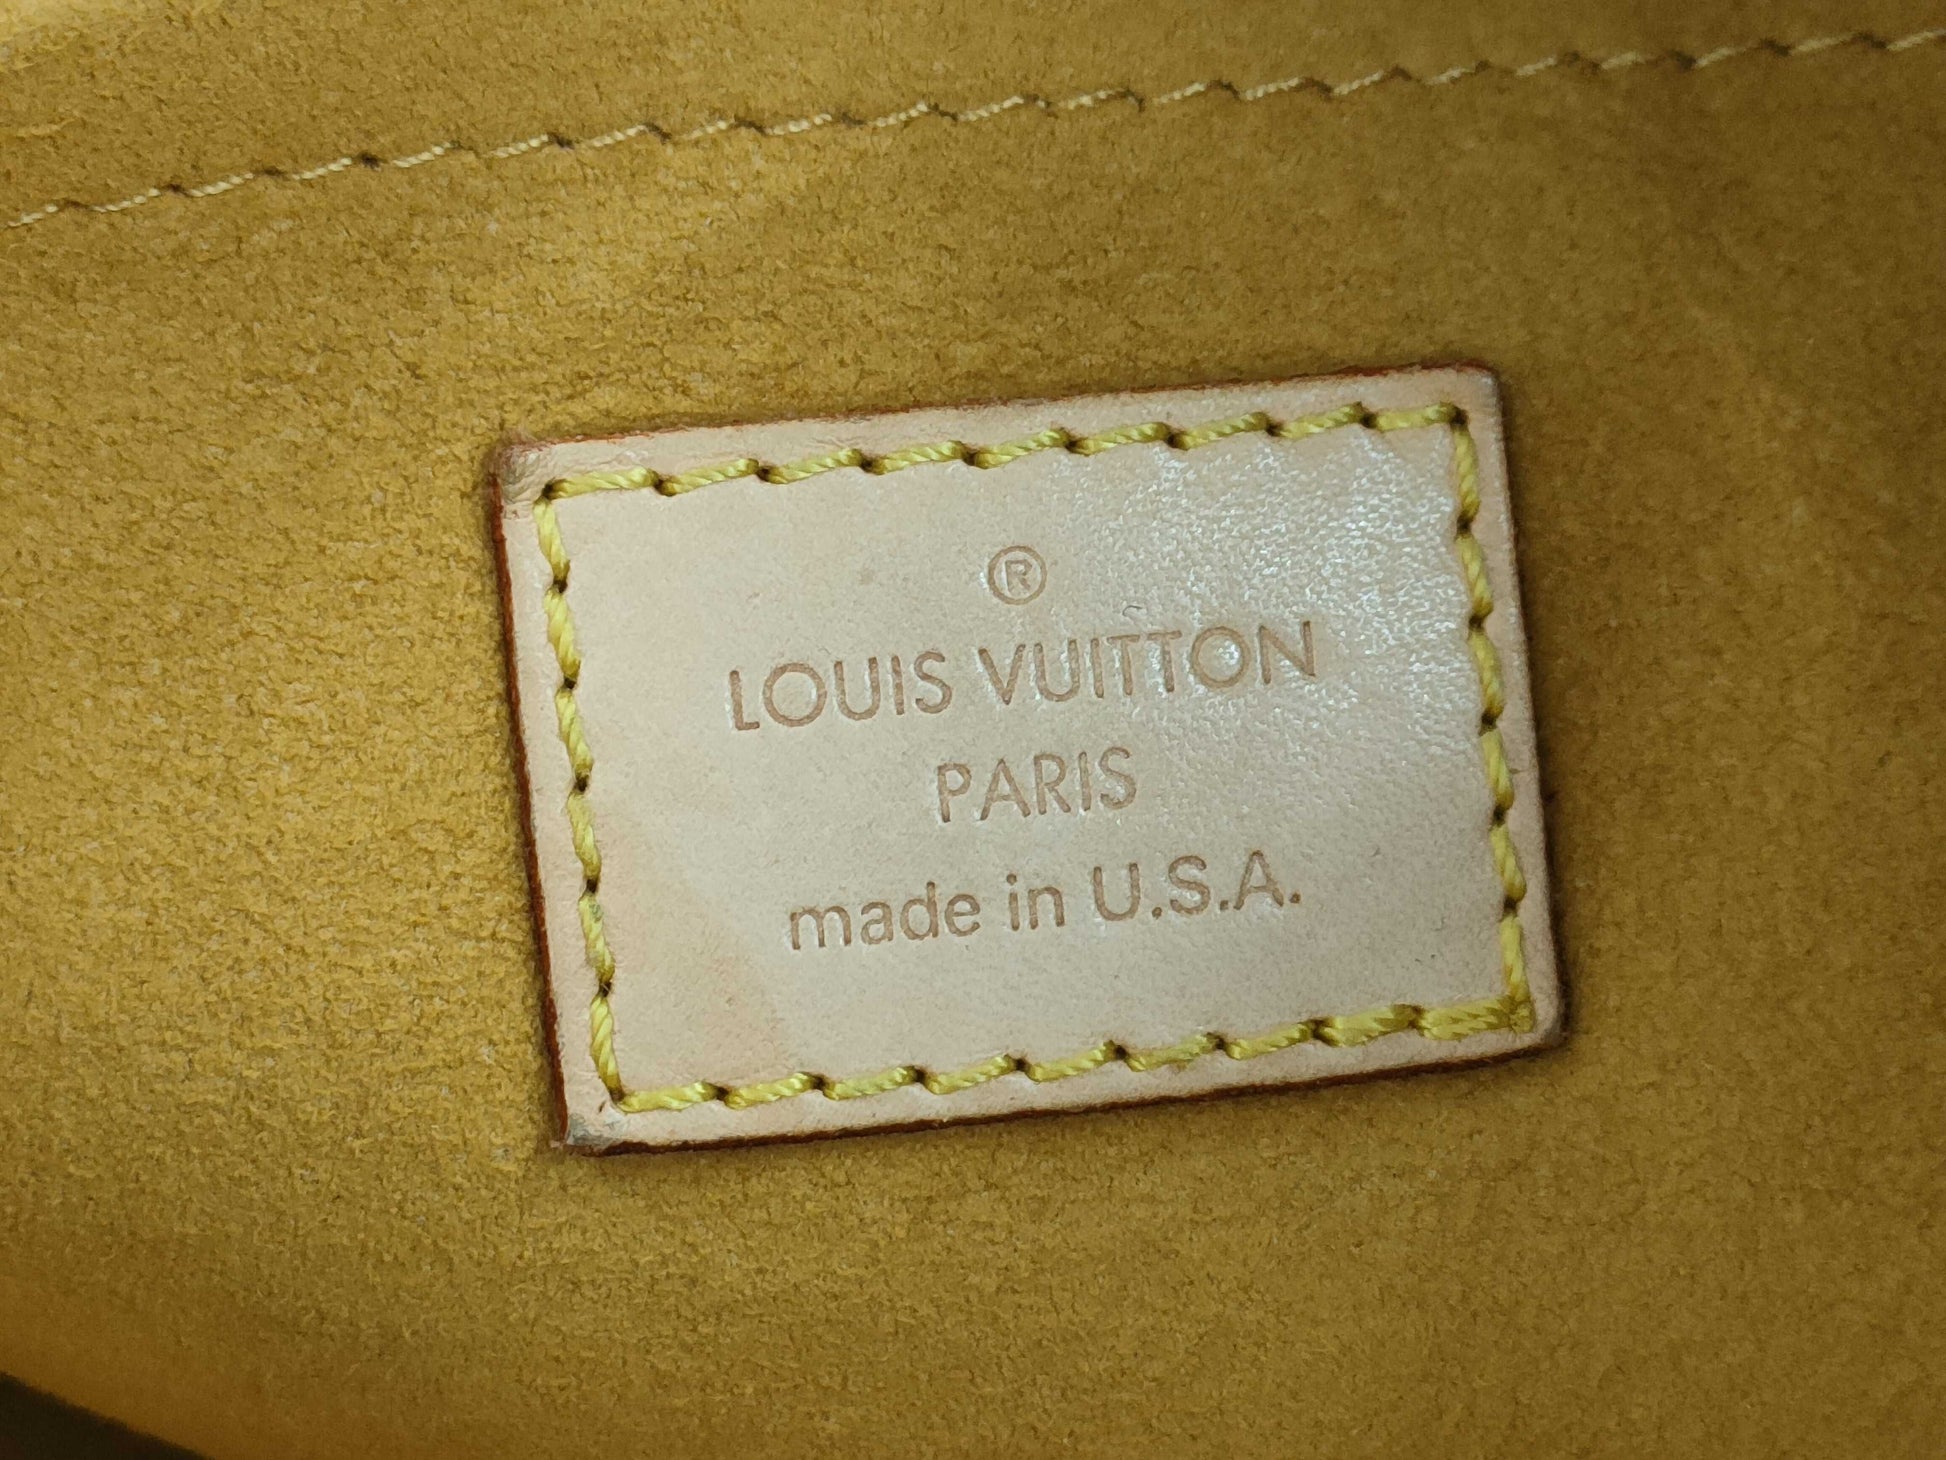 ®
LOUIS VUITTON
PARIS
made in U.S.A.